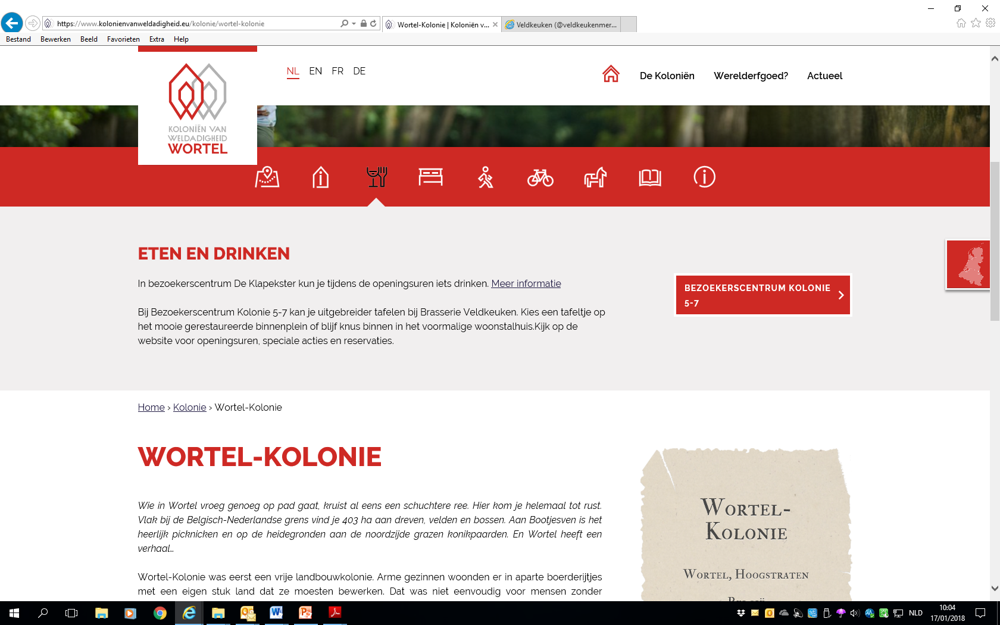 https://www.kolonienvanweldadigheid.eu/kolonie/wortel-kolonie
Wortel-Kolonie | Koloniën v...
Veldkeuken (@veldkeukenmer...
Bestand Bewerken Beeld Favorieten Extra Help
NL EN FR DE
De Koloniën Werelderfgoed? Actueel
KOLONIËN VAN
WELDADIGHEID
WORTEL
ETEN EN DRINKEN
In bezoekerscentrum De Klapekster kun je tijdens de openingsuren iets drinken. Meer informatie
Bij Bezoekerscentrum Kolonie 5-7 kan je uitgebreider tafelen bij Brasserie Veldkeuken. Kies een tafeltje op
het mooie gerestaureerde binnenplein of blijf knus binnen in het voormalige woonstalhuis.Kijk op de
website voor openingsuren, speciale acties en reservaties.
BEZOEKERSCENTRUM KOLONIE
5-7
Home › Kolonie › Wortel-Kolonie
WORTEL-KOLONIE
Wie in Wortel vroeg genoeg op pad gaat, kruist al eens een schuchtere ree. Hier kom je helemaal tot rust.
Vlak bij de Belgisch-Nederlandse grens vind je 403 ha aan dreven, velden en bossen. Aan Bootjesven is het
heerlijk picknicken en op de heidegronden aan de noordzijde grazen konikpaarden. En Wortel heeft een
verhaal...
Wortel-Kolonie was eerst een vrije landbouwkolonie. Arme gezinnen woonden er in aparte boerderijtjes
met een eigen stuk land dat ze moesten bewerken. Dat was niet eenvoudig voor mensen zonder
Wortel-
Kolonie
Wortel, Hoogstraten
NLD
10:04
17/01/2018